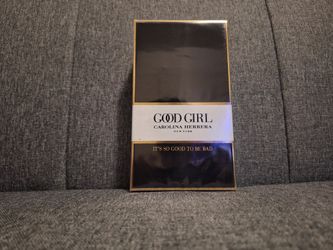 GOOD GIRL
CAROLINA HERRERA
NEW YORK
IT'S SO GOOD TO BE BAD